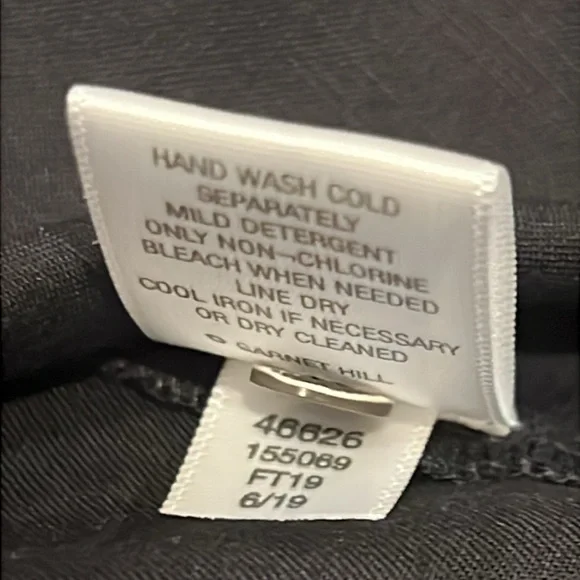 HAND WASH COLD
SEPARATELY
MILD DETERGENT
ONLY NON-CHLORINE
BLEACH WHEN NEEDED
LINE DRY
COOL IRON IF NECESSARY
OR DRY CLEANED
© GARNET HILL
46626
155069
FT19
6/19